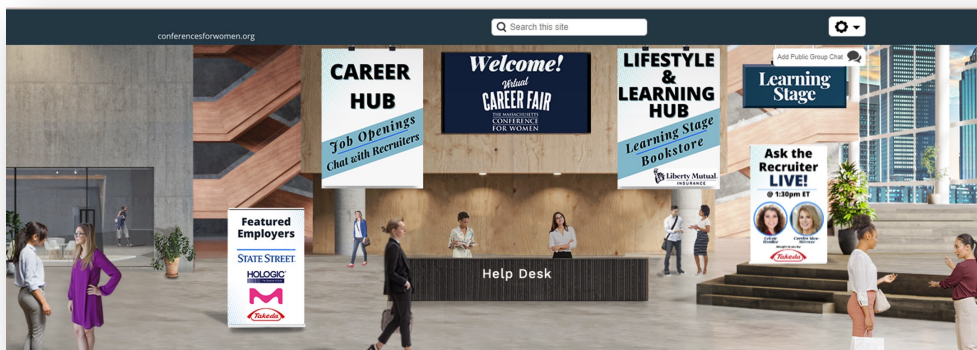 conferencesforwomen.org
Search this site
Add Public Group Chat
CAREER
HUB
Job Openings
Chat with Recruiters
Welcome!
Virtual
CAREER FAIR
THE MASSACHUSETTS
CONFERENCE
FOR WOMEN
LIFESTYLE
&
LEARNING
HUB
Learning Stage
Bookstore
Liberty Mutual
INSURANCE
Learning
Stage
Ask the
Recruiter
LIVE!
@ 1:30pm ET
Takeda
Featured
Employers
STATE STREET
HOLOGIC
M
Takeda
Help Desk